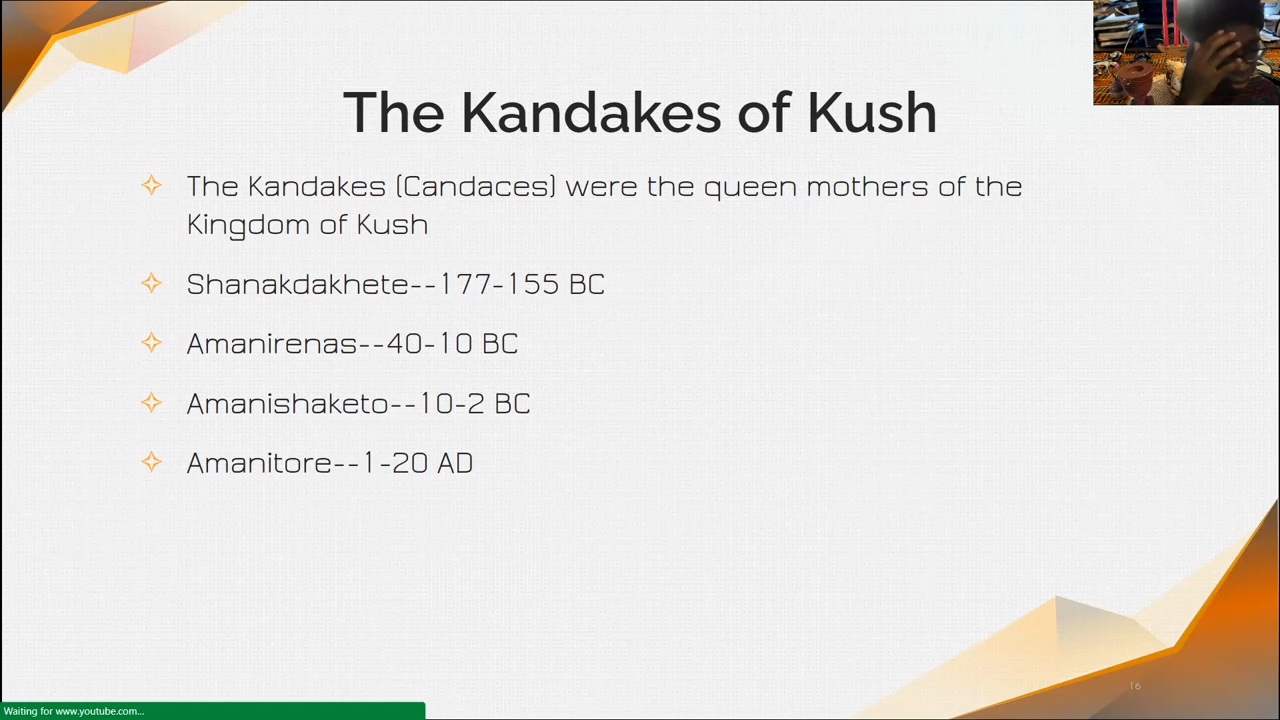 The Kandakes of Kush
The Kandakes (Candaces) were the queen mothers of the
Kingdom of Kush
Shanakdakhete--177-155 BC
Amanirenas--40-10 BC
Amanishaketo--10-2 BC
Amanitore--1-20 AD
16
Waiting for www.youtube.com...